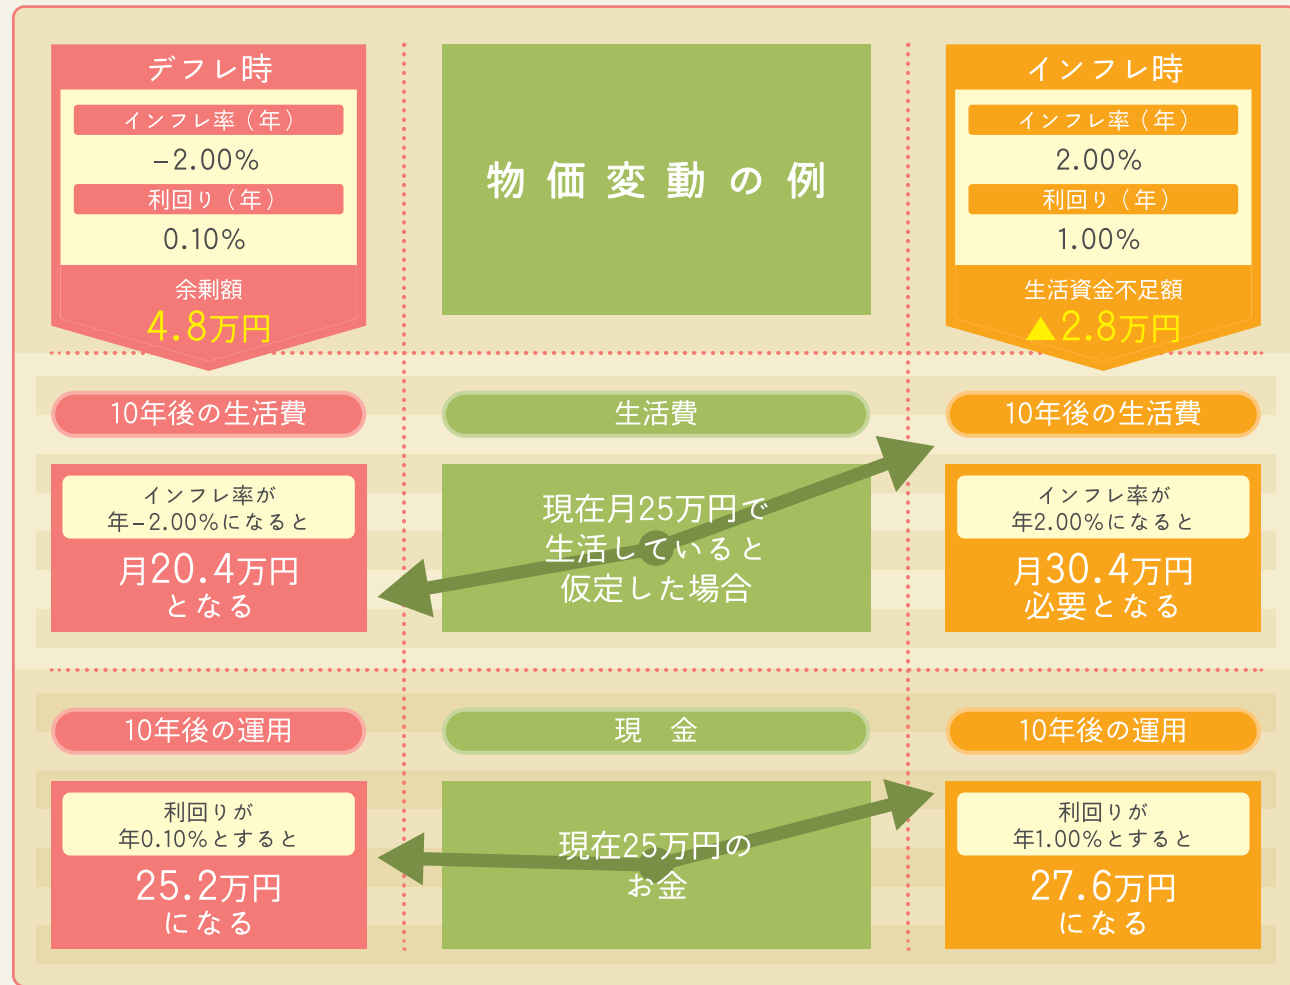 デフレ時
インフレ率（年）
−2.00%
利回り（年）
0.10%
余剰額
4.8万円
物価変動の例
インフレ時
インフレ率（年）
2.00%
利回り（年）
1.00%
生活資金不足額
▲2.8万円
10年後の生活費
インフレ率が
年−2.00%になると
月20.4万円
となる
生活費
現在月25万円で
生活していると
仮定した場合
10年後の生活費
インフレ率が
年2.00%になると
月30.4万円
必要となる
10年後の運用
利回りが
年0.10%とすると
25.2万円
になる
現　金
現在25万円の
お金
10年後の運用
利回りが
年1.00%とすると
27.6万円
になる